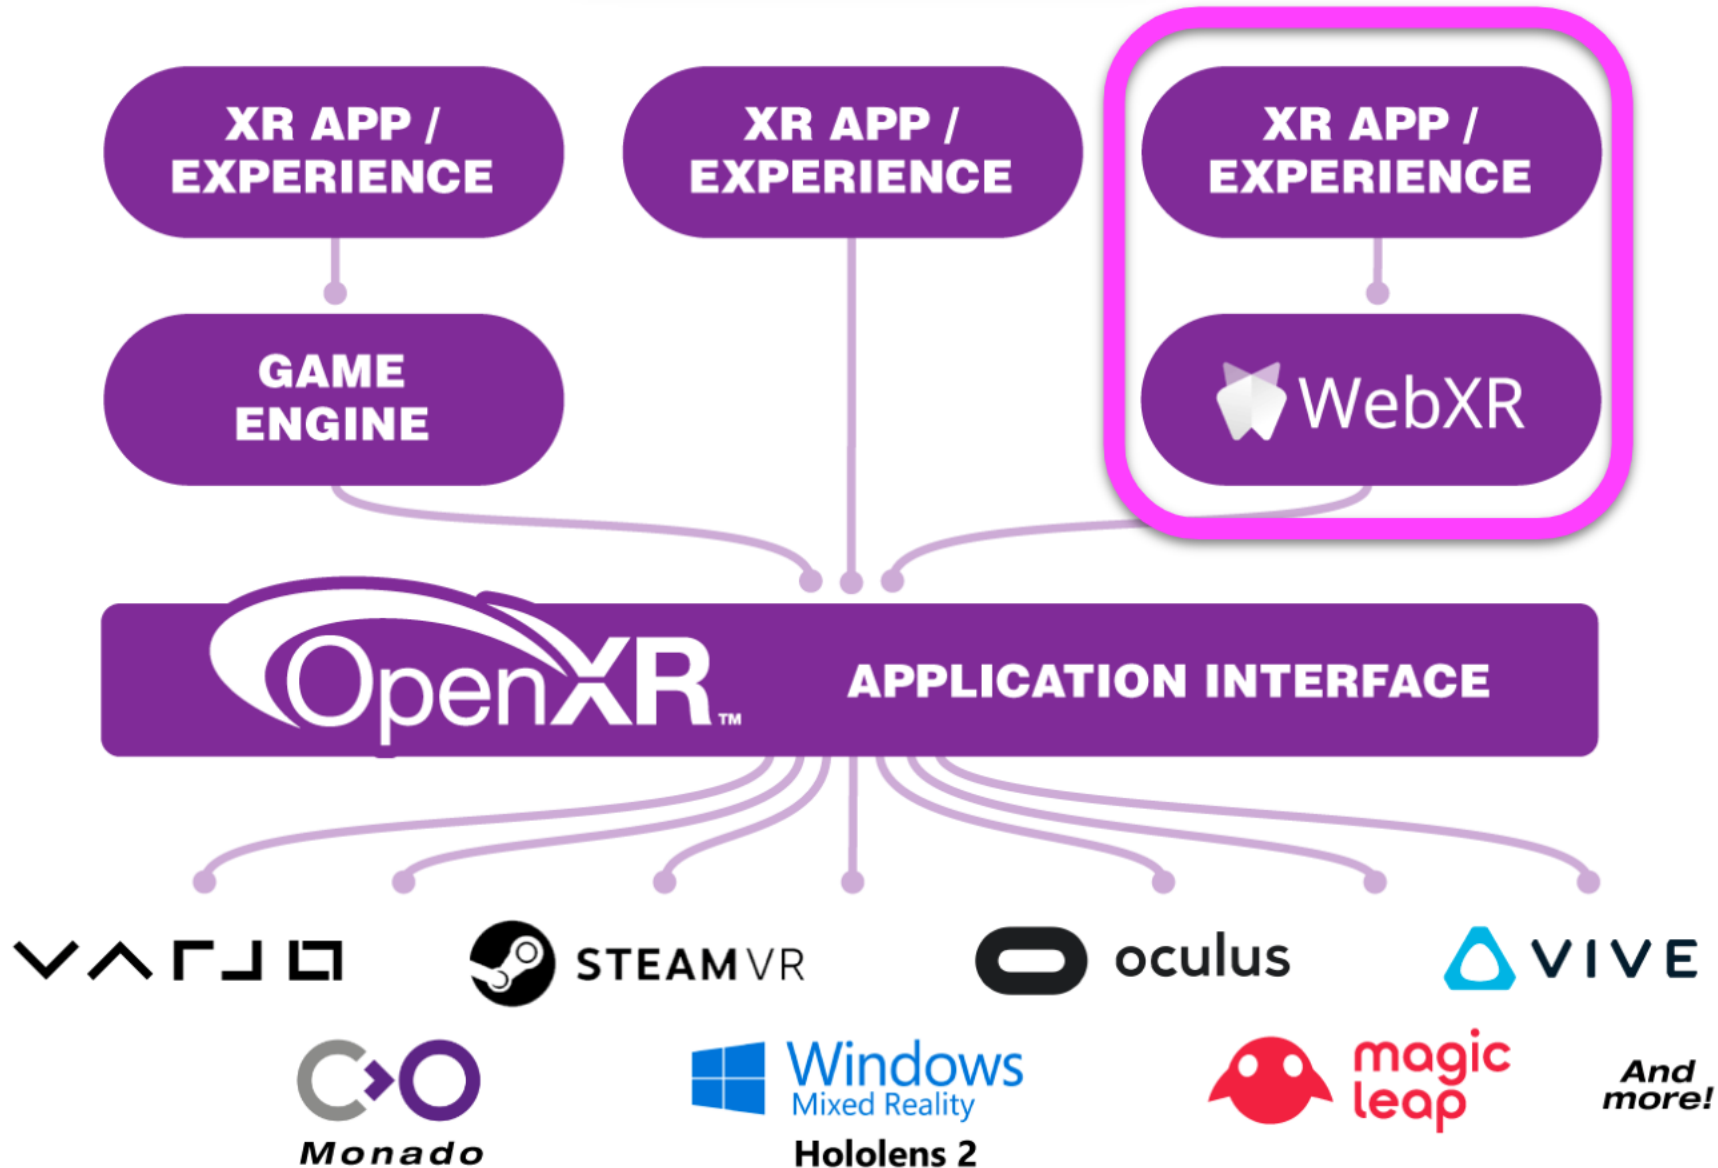 XR APP /
EXPERIENCE
XR APP /
EXPERIENCE
XR APP /
EXPERIENCE
GAME
ENGINE
WebXR
OpenXR™
APPLICATION INTERFACE
VARJO
STEAMVR
oculus
VIVE
Monado
Windows
Mixed Reality
Hololens 2
magic
leap
And
more!